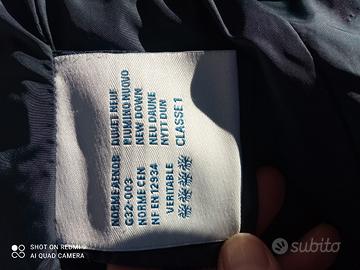 NORME AFNOR
G32-003
NORME CEN
NF EN 12934
VERITABLE
DUVET NEUF
PIUMINO NUOVO
NEW DOWN
NEU DAUNE
NYTT DUN
CLASSE 1
SHOT ON REDMI 9
AI QUAD CAMERA
subito